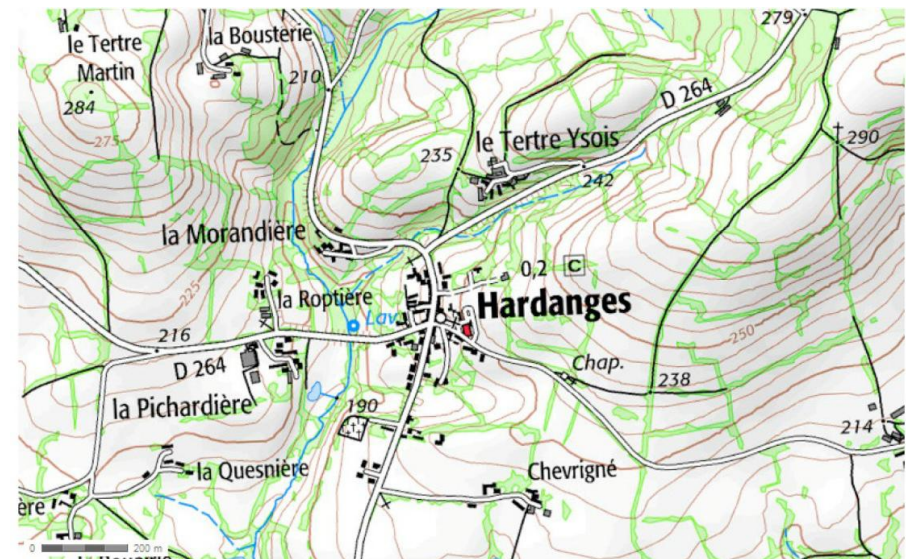 279
la Bousterie
le Tertre
Martin
284
275
210
D 264
le Tertre Ysois
235
290
242
la Morandière
0,2 C
225
la Roptière
Lav.
Hardanges
216
D 264
250
Chap.
238
la Pichardière
190
214
la Quesnière
Chevrigné
ère
0 200 m